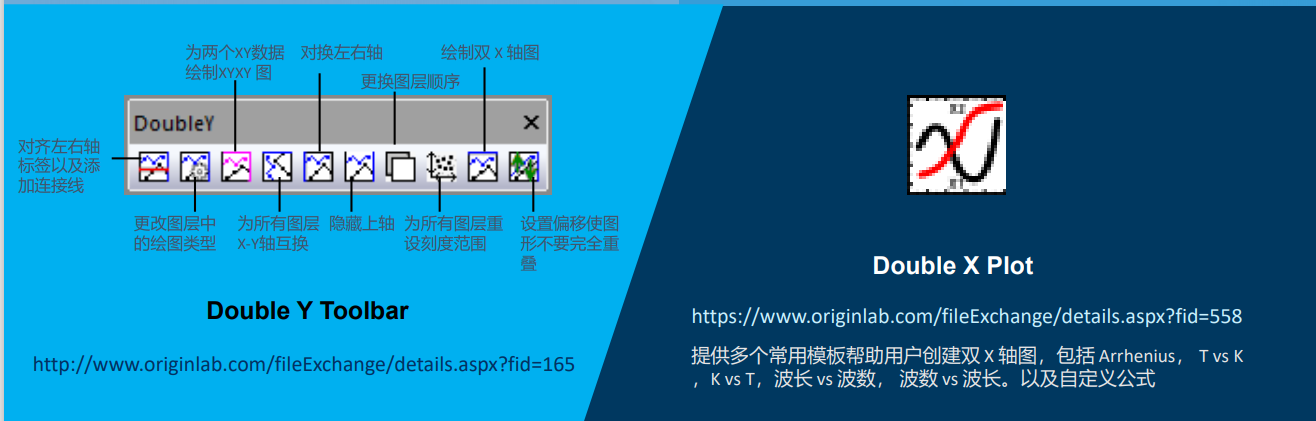 为两个XY数据
绘制XYXY 图
对换左右轴
更换图层顺序
绘制双 X 轴图
DoubleY
对齐左右轴
标签以及添
加连接线
更改图层中
的绘图类型
为所有图层
X-Y轴互换
隐藏上轴
为所有图层重
设刻度范围
设置偏移使图
形不要完全重
叠
Double Y Toolbar
http://www.originlab.com/fileExchange/details.aspx?fid=165
X2
X1
Double X Plot
https://www.originlab.com/fileExchange/details.aspx?fid=558
提供多个常用模板帮助用户创建双 X 轴图，包括 Arrhenius， T vs K
，K vs T，波长 vs 波数， 波数 vs 波长。以及自定义公式